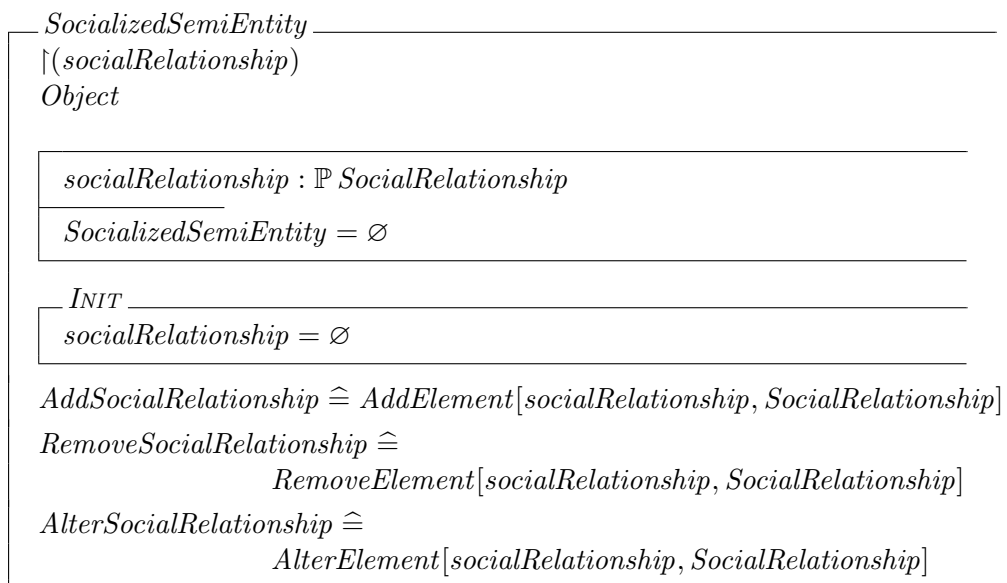 SocializedSemiEntity
↾(socialRelationship)
Object
socialRelationship : ℙ SocialRelationship
SocializedSemiEntity = ∅
INIT
socialRelationship = ∅
AddSocialRelationship ≙ AddElement[socialRelationship, SocialRelationship]
RemoveSocialRelationship ≙
RemoveElement[socialRelationship, SocialRelationship]
AlterSocialRelationship ≙
AlterElement[socialRelationship, SocialRelationship]